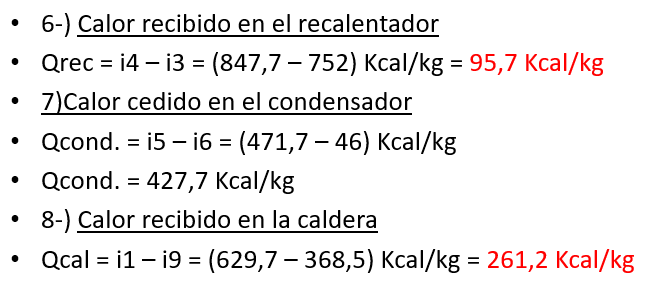 • 6-) Calor recibido en el recalentador
• Qrec = i4 – i3 = (847,7 – 752) Kcal/kg = 95,7 Kcal/kg
• 7)Calor cedido en el condensador
• Qcond. = i5 – i6 = (471,7 – 46) Kcal/kg
• Qcond. = 427,7 Kcal/kg
• 8-) Calor recibido en la caldera
• Qcal = i1 – i9 = (629,7 – 368,5) Kcal/kg = 261,2 Kcal/kg